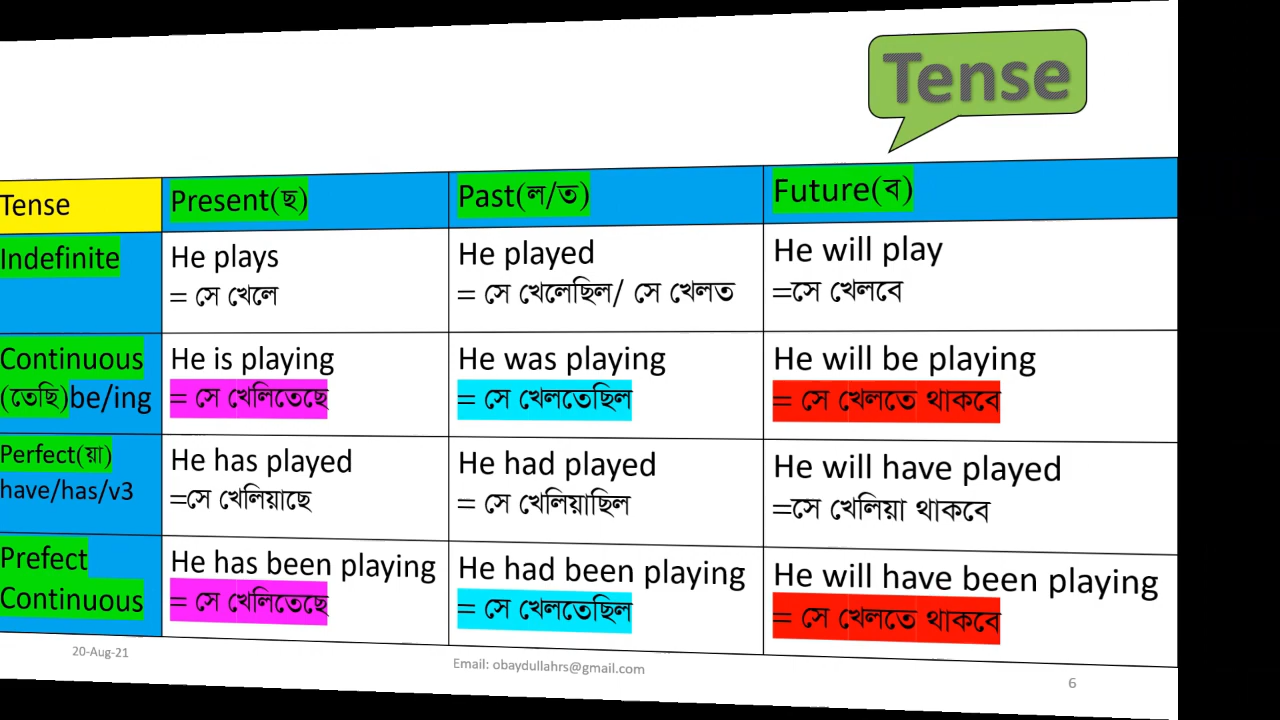 Tense
Tense
Present(ছ)
Past(ল/ত)
Future(ব)
Indefinite
He plays
= সে খেলে
He played
= সে খেলেছিল/ সে খেলত
He will play
=সে খেলবে
Continuous
(তেছি)be/ing
He is playing
= সে খেলিতেছে
He was playing
= সে খেলতেছিল
He will be playing
= সে খেলতে থাকবে
Perfect(য়া)
have/has/v3
He has played
=সে খেলিয়াছে
He had played
= সে খেলিয়াছিল
He will have played
=সে খেলিয়া থাকবে
Prefect
Continuous
He has been playing
= সে খেলিতেছে
He had been playing
= সে খেলতেছিল
He will have been playing
= সে খেলতে থাকবে
20-Aug-21
Email: obaydullahrs@gmail.com
6